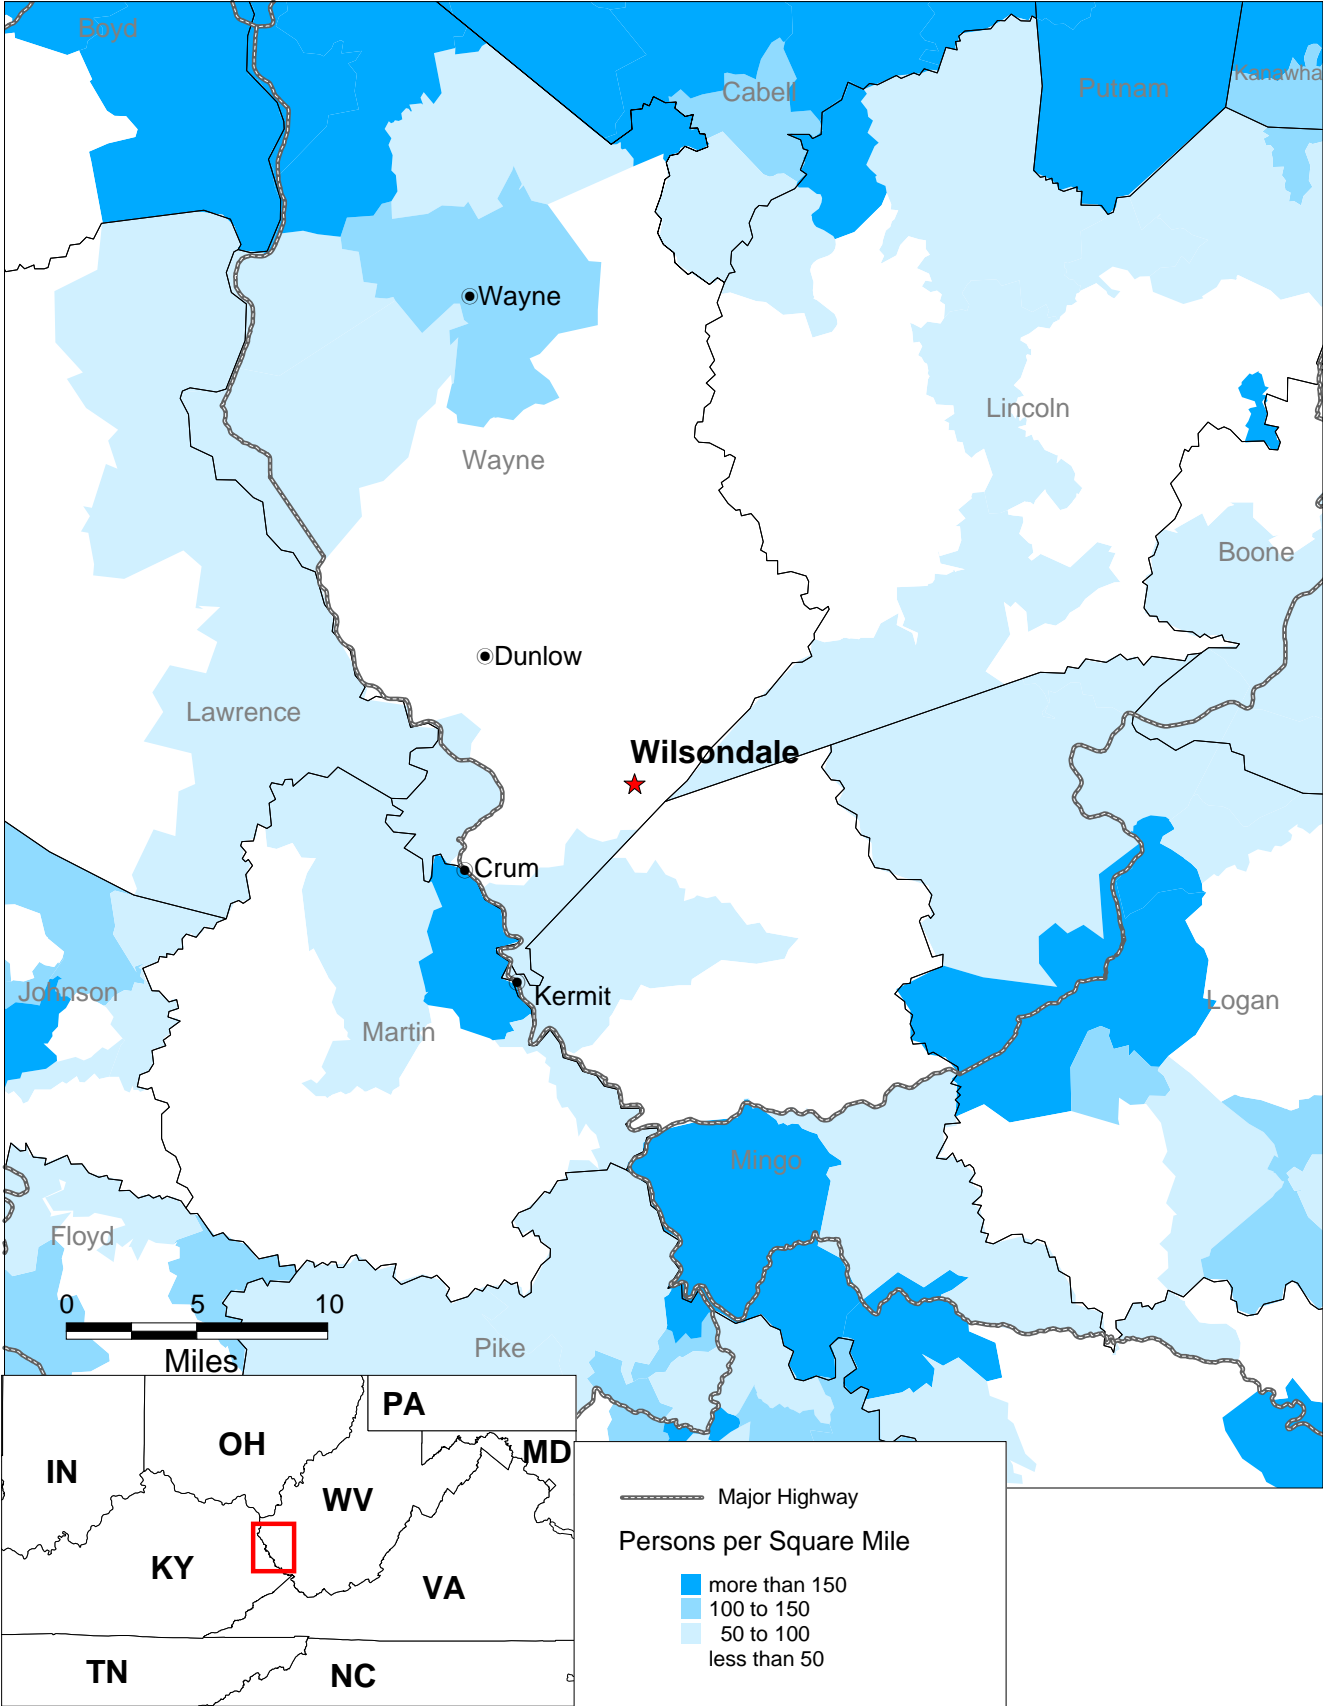 Boyd
Cabell
Putnam
Kanawha
Wayne
Lincoln
Wayne
Boone
Dunlow
Lawrence
Wilsondale
Crum
Johnson
Kermit
Logan
Martin
Mingo
Floyd
0 5 10
Miles
Pike
PA
OH
MD
IN
WV
KY
VA
TN
NC
Major Highway
Persons per Square Mile
more than 150
100 to 150
50 to 100
less than 50